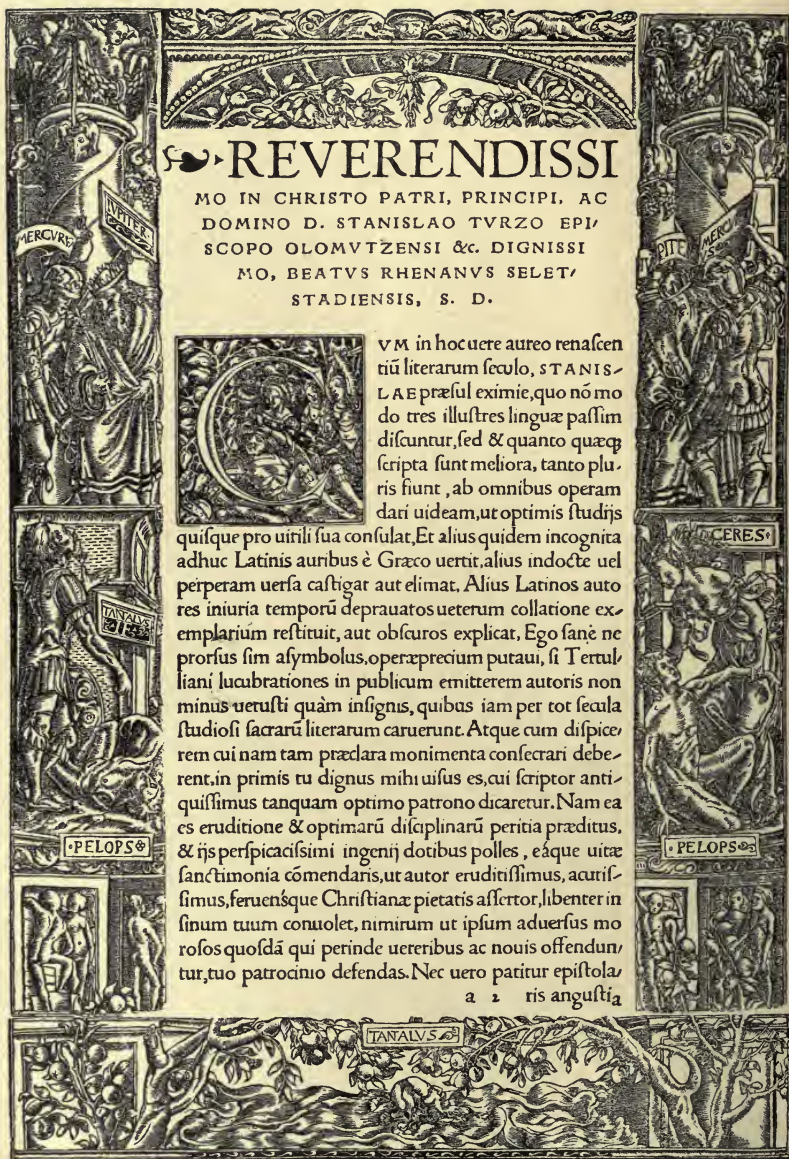 REVERENDISSI
MO IN CHRISTO PATRI, PRINCIPI, AC
DOMINO D. STANISLAO TVRZO EPI/
SCOPO OLOMVTZENSI &c. DIGNISSI
MO, BEATVS RHENANVS SELET/
STADIENSIS, S. D.
CVM in hoc uere aureo renaſcen
tiū literarum ſeculo, STANIS-
LAE præſul eximie, quo nō mo
do tres illuſtres linguæ paſſim
diſcuntur, ſed & quanto quæqꝫ
ſcripta ſunt meliora, tanto plu-
ris fiunt, ab omnibus operam
dari uideam, ut optimis ſtudijs
quiſque pro uirili ſua conſulat, Et alius quidem incognita
adhuc Latinis auribus è Græco uertit, alius indocte uel
perperam uerſa caſtigat aut elimat. Alius Latinos auto
res iniuria temporū deprauatos ueterum collatione ex-
emplarium reſtituit, aut obſcuros explicat, Ego ſanè ne
prorſus ſim aſymbolus, operæprecium putaui, ſi Tertul/
liani lucubrationes in publicum emitterem autoris non
minus uetuſti quàm inſignis, quibus iam per tot ſecula
ſtudioſi ſacrarū literarum caruerunt. Atque cum diſpice/
rem cui nam tam præclara monimenta conſecrari debe-
rent, in primis tu dignus mihi uiſus es, cui ſcriptor anti-
quiſſimus tanquam optimo patrono dicaretur. Nam ea
es eruditione & optimarū diſciplinarū peritia præditus,
& ijs perſpicaciſſimi ingenij dotibus polles, eáque uitæ
ſanctimonia cōmendaris, ut autor eruditiſſimus, acutiſ-
ſimus, feruenśque Chriſtianæ pietatis aſſertor, libenter in
ſinum tuum conuolet, nimirum ut ipſum aduerſus mo
roſos quoſdā qui perinde ueteribus ac nouis offendun/
tur, tuo patrocinio defendas. Nec uero patitur epiſtola/
a 2 ris anguſtia
MERCVRE
IVPITER
TANTALVS
PELOPS
PITE
MERCV
S
CERES
PELOPS
TANTALVS